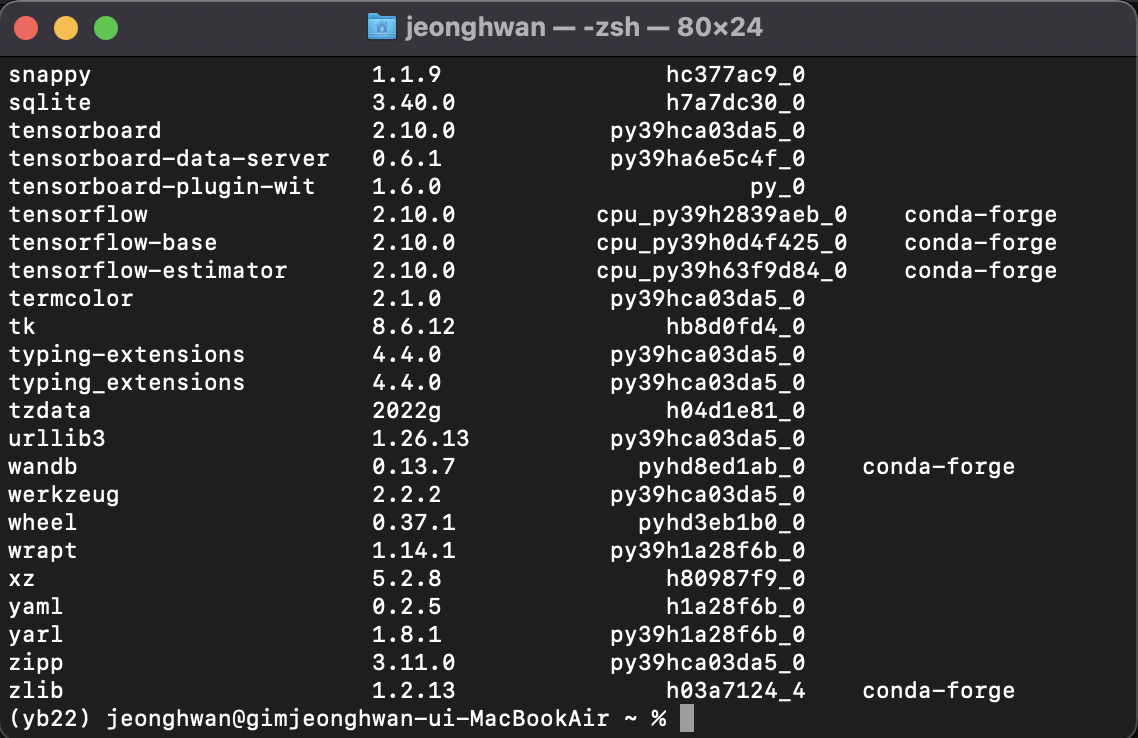 jeonghwan — -zsh — 80×24
snappy 1.1.9 hc377ac9_0
sqlite 3.40.0 h7a7dc30_0
tensorboard 2.10.0 py39hca03da5_0
tensorboard-data-server 0.6.1 py39ha6e5c4f_0
tensorboard-plugin-wit 1.6.0 py_0
tensorflow 2.10.0 cpu_py39h2839aeb_0 conda-forge
tensorflow-base 2.10.0 cpu_py39h0d4f425_0 conda-forge
tensorflow-estimator 2.10.0 cpu_py39h63f9d84_0 conda-forge
termcolor 2.1.0 py39hca03da5_0
tk 8.6.12 hb8d0fd4_0
typing-extensions 4.4.0 py39hca03da5_0
typing_extensions 4.4.0 py39hca03da5_0
tzdata 2022g h04d1e81_0
urllib3 1.26.13 py39hca03da5_0
wandb 0.13.7 pyhd8ed1ab_0 conda-forge
werkzeug 2.2.2 py39hca03da5_0
wheel 0.37.1 pyhd3eb1b0_0
wrapt 1.14.1 py39h1a28f6b_0
xz 5.2.8 h80987f9_0
yaml 0.2.5 h1a28f6b_0
yarl 1.8.1 py39h1a28f6b_0
zipp 3.11.0 py39hca03da5_0
zlib 1.2.13 h03a7124_4 conda-forge
(yb22) jeonghwan@gimjeonghwan-ui-MacBookAir ~ %